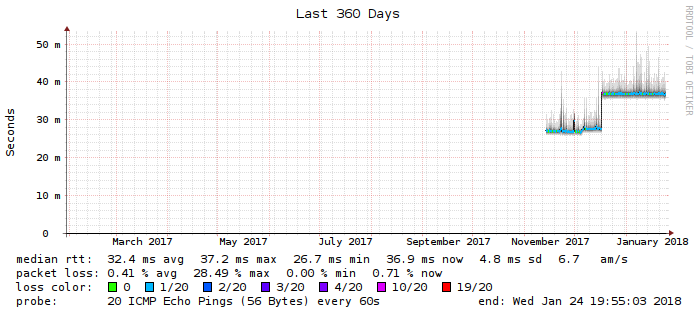 Last 360 Days
RRDTOOL / TOBI OETIKER
Seconds
50 m
40 m
30 m
20 m
10 m
0
March 2017 May 2017 July 2017 September 2017 November 2017 January 2018
median rtt: 32.4 ms avg 37.2 ms max 26.7 ms min 36.9 ms now 4.8 ms sd 6.7 am/s
packet loss: 0.41 % avg 28.49 % max 0.00 % min 0.71 % now
loss color: 0 1/20 2/20 3/20 4/20 10/20 19/20
probe: 20 ICMP Echo Pings (56 Bytes) every 60s end: Wed Jan 24 19:55:03 2018